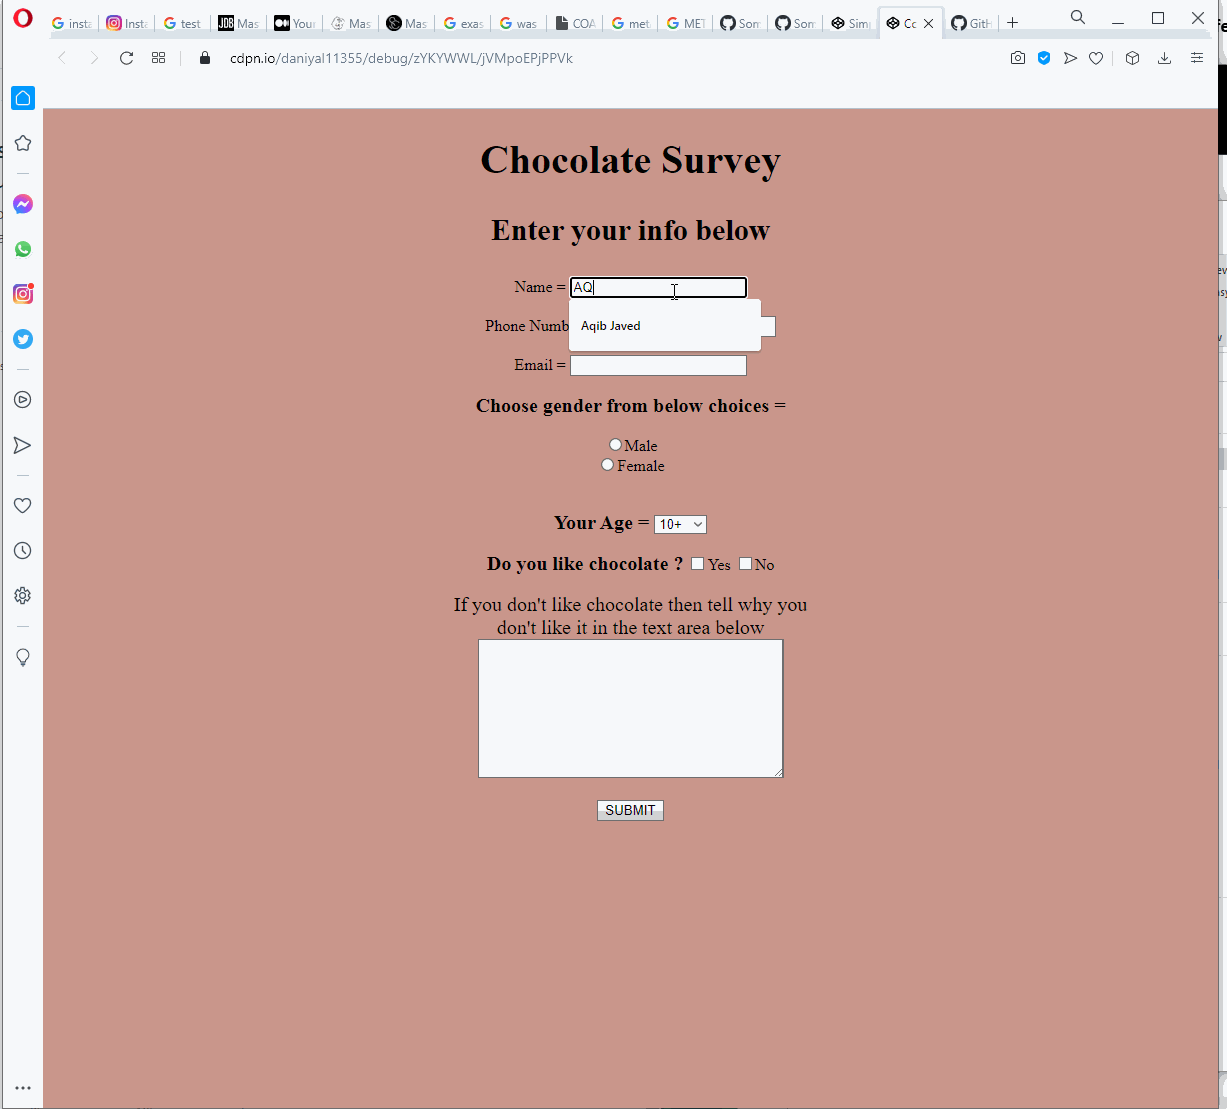 insta
Insta
test
JOB Mas
Your
Mas
Mas
exas
was
COA
met
MET
Som
Som
Simp
Co
GitH
cdpn.io/daniyal11355/debug/zYKYWWL/jVMpoEPjPPVk
Chocolate Survey
Enter your info below
Name = AQ
Aqib Javed
Phone Numb
Email =
Choose gender from below choices =
Male
Female
Your Age = 10+
Do you like chocolate ? Yes No
If you don't like chocolate then tell why you
don't like it in the text area below
SUBMIT